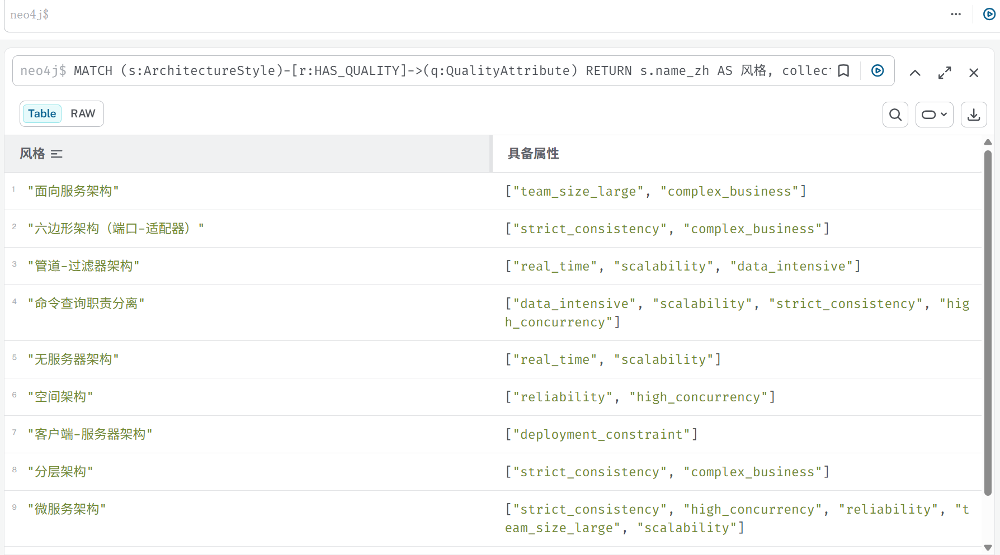 neo4j$
neo4j$ MATCH (s:ArchitectureStyle)-[r:HAS_QUALITY]->(q:QualityAttribute) RETURN s.name_zh AS 风格, collec
Table RAW
风格 具备属性
1 "面向服务架构" ["team_size_large", "complex_business"]
2 "六边形架构（端口-适配器）" ["strict_consistency", "complex_business"]
3 "管道-过滤器架构" ["real_time", "scalability", "data_intensive"]
4 "命令查询职责分离" ["data_intensive", "scalability", "strict_consistency", "hig
h_concurrency"]
5 "无服务器架构" ["real_time", "scalability"]
6 "空间架构" ["reliability", "high_concurrency"]
7 "客户端-服务器架构" ["deployment_constraint"]
8 "分层架构" ["strict_consistency", "complex_business"]
9 "微服务架构" ["strict_consistency", "high_concurrency", "reliability", "t
eam_size_large", "scalability"]